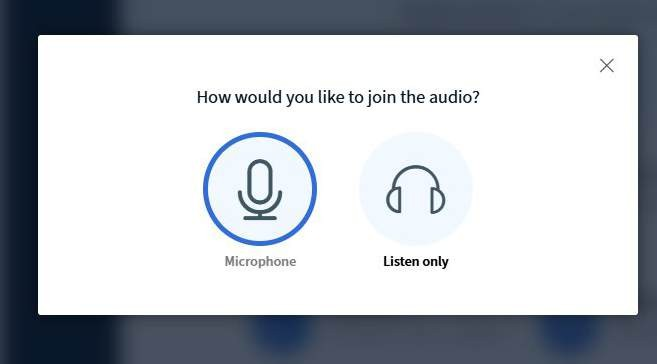 How would you like to join the audio?
Microphone
Listen only